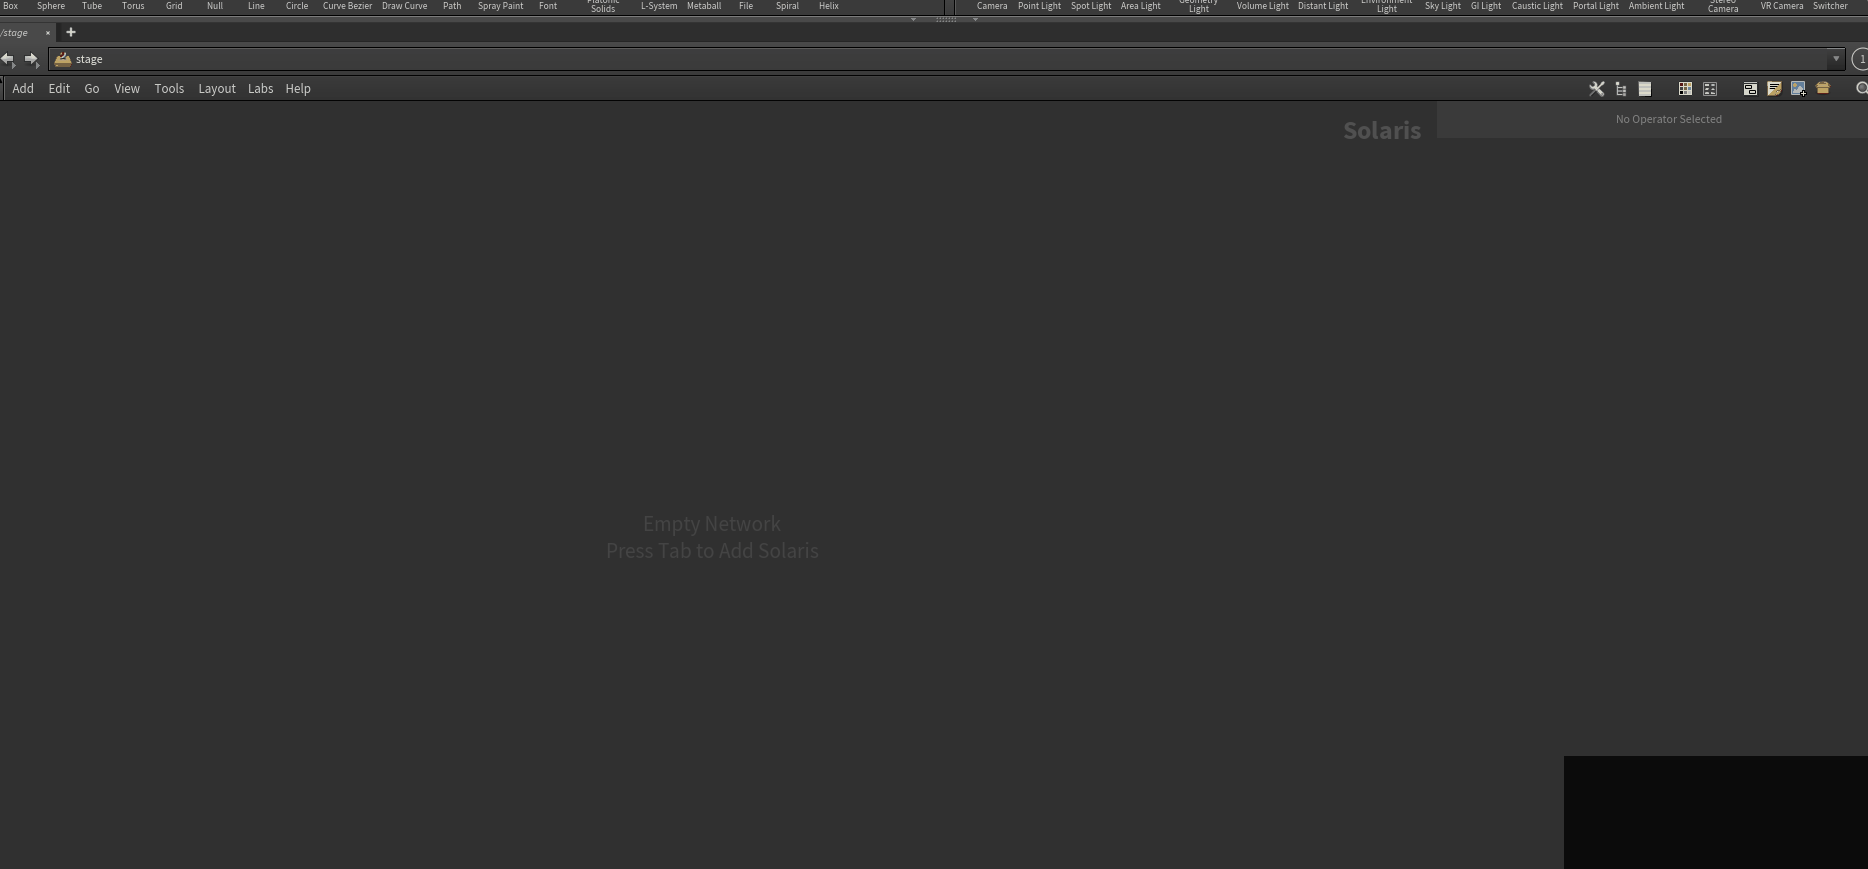 Box Sphere Tube Torus Grid Null Line Circle Curve Bezier Draw Curve Path Spray Paint Font Platonic Solids L-System Metaball File Spiral Helix Camera Point Light Spot Light Area Light Geometry Light Volume Light Distant Light Environment Light Sky Light GI Light Caustic Light Portal Light Ambient Light Stereo Camera VR Camera Switcher
/stage × +
stage 1
Add Edit Go View Tools Layout Labs Help
No Operator Selected
Solaris
Empty Network
Press Tab to Add Solaris